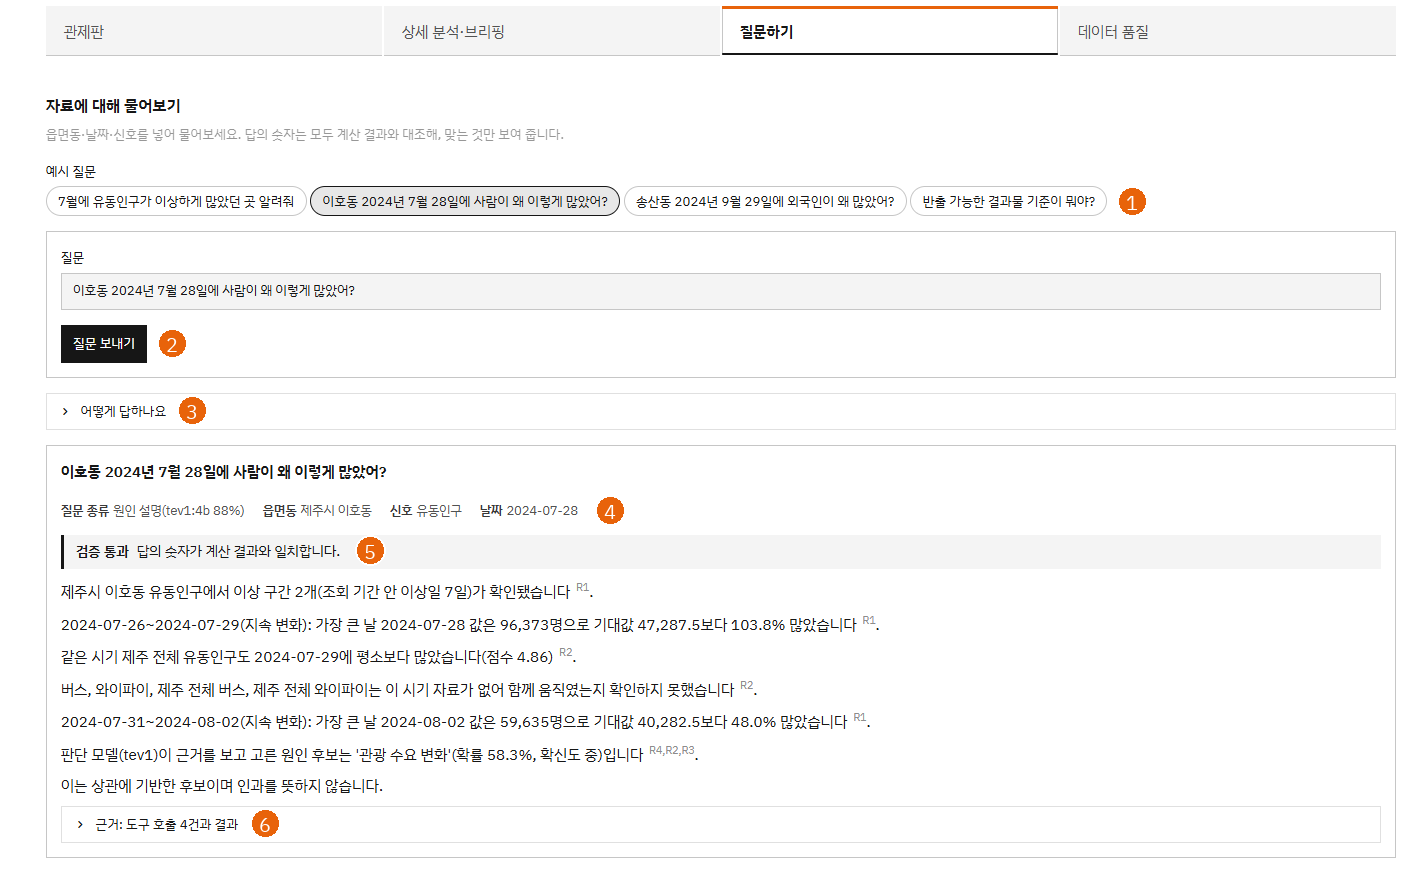 관제판
상세 분석·브리핑
질문하기
데이터 품질
자료에 대해 물어보기
읍면동·날짜·신호를 넣어 물어보세요. 답의 숫자는 모두 계산 결과와 대조해, 맞는 것만 보여 줍니다.
예시 질문
7월에 유동인구가 이상하게 많았던 곳 알려줘
이호동 2024년 7월 28일에 사람이 왜 이렇게 많았어?
송산동 2024년 9월 29일에 외국인이 왜 많았어?
반출 가능한 결과물 기준이 뭐야?
1
질문
이호동 2024년 7월 28일에 사람이 왜 이렇게 많았어?
질문 보내기 2
› 어떻게 답하나요 3
이호동 2024년 7월 28일에 사람이 왜 이렇게 많았어?
질문 종류 원인 설명(tev1:4b 88%) 읍면동 제주시 이호동 신호 유동인구 날짜 2024-07-28 4
검증 통과 답의 숫자가 계산 결과와 일치합니다. 5
제주시 이호동 유동인구에서 이상 구간 2개(조회 기간 안 이상일 7일)가 확인됐습니다 R1.
2024-07-26~2024-07-29(지속 변화): 가장 큰 날 2024-07-28 값은 96,373명으로 기대값 47,287.5보다 103.8% 많았습니다 R1.
같은 시기 제주 전체 유동인구도 2024-07-29에 평소보다 많았습니다(점수 4.86) R2.
버스, 와이파이, 제주 전체 버스, 제주 전체 와이파이는 이 시기 자료가 없어 함께 움직였는지 확인하지 못했습니다 R2.
2024-07-31~2024-08-02(지속 변화): 가장 큰 날 2024-08-02 값은 59,635명으로 기대값 40,282.5보다 48.0% 많았습니다 R1.
판단 모델(tev1)이 근거를 보고 고른 원인 후보는 '관광 수요 변화'(확률 58.3%, 확신도 중)입니다 R4,R2,R3.
이는 상관에 기반한 후보이며 인과를 뜻하지 않습니다.
› 근거: 도구 호출 4건과 결과 6